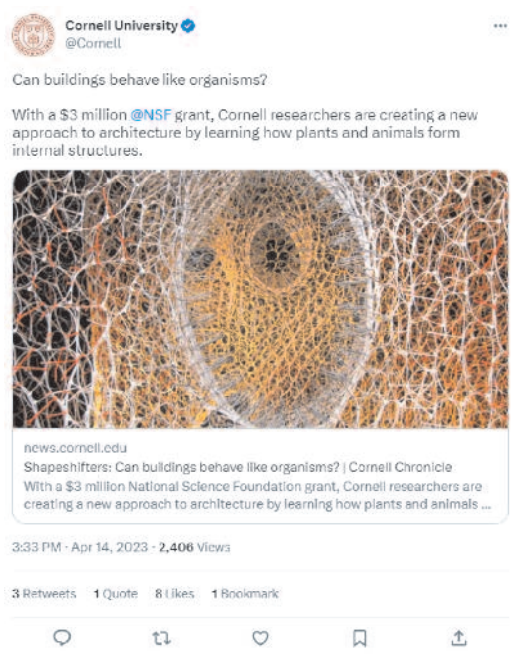 Cornell University
@Cornell
Can buildings behave like organisms?
With a $3 million @NSF grant, Cornell researchers are creating a new
approach to architecture by learning how plants and animals form
internal structures.
news.cornell.edu
Shapeshifters: Can buildings behave like organisms? | Cornell Chronicle
With a $3 million National Science Foundation grant, Cornell researchers are
creating a new approach to architecture by learning how plants and animals ...
3:33 PM · Apr 14, 2023 · 2,406 Views
3 Retweets 1 Quote 8 Likes 1 Bookmark